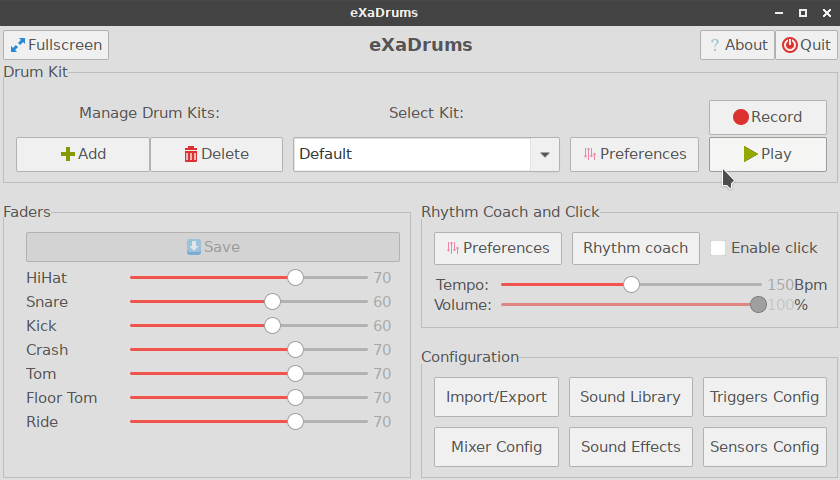 eXaDrums
Fullscreen
eXaDrums
? About
Quit
Drum Kit
Manage Drum Kits:
Select Kit:
Record
Add
Delete
Default
Preferences
Play
Faders
Save
HiHat 70
Snare 60
Kick 60
Crash 70
Tom 70
Floor Tom 70
Ride 70
Rhythm Coach and Click
Preferences
Rhythm coach
Enable click
Tempo: 150Bpm
Volume: 100%
Configuration
Import/Export
Sound Library
Triggers Config
Mixer Config
Sound Effects
Sensors Config